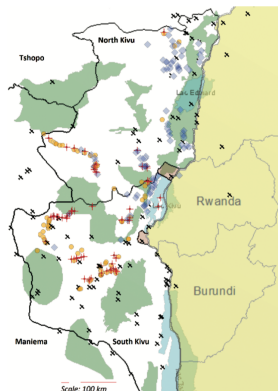 North Kivu
Tshopo
Lac Edouard
Rwanda
Burundi
Maniema
South Kivu
Scale: 100 km